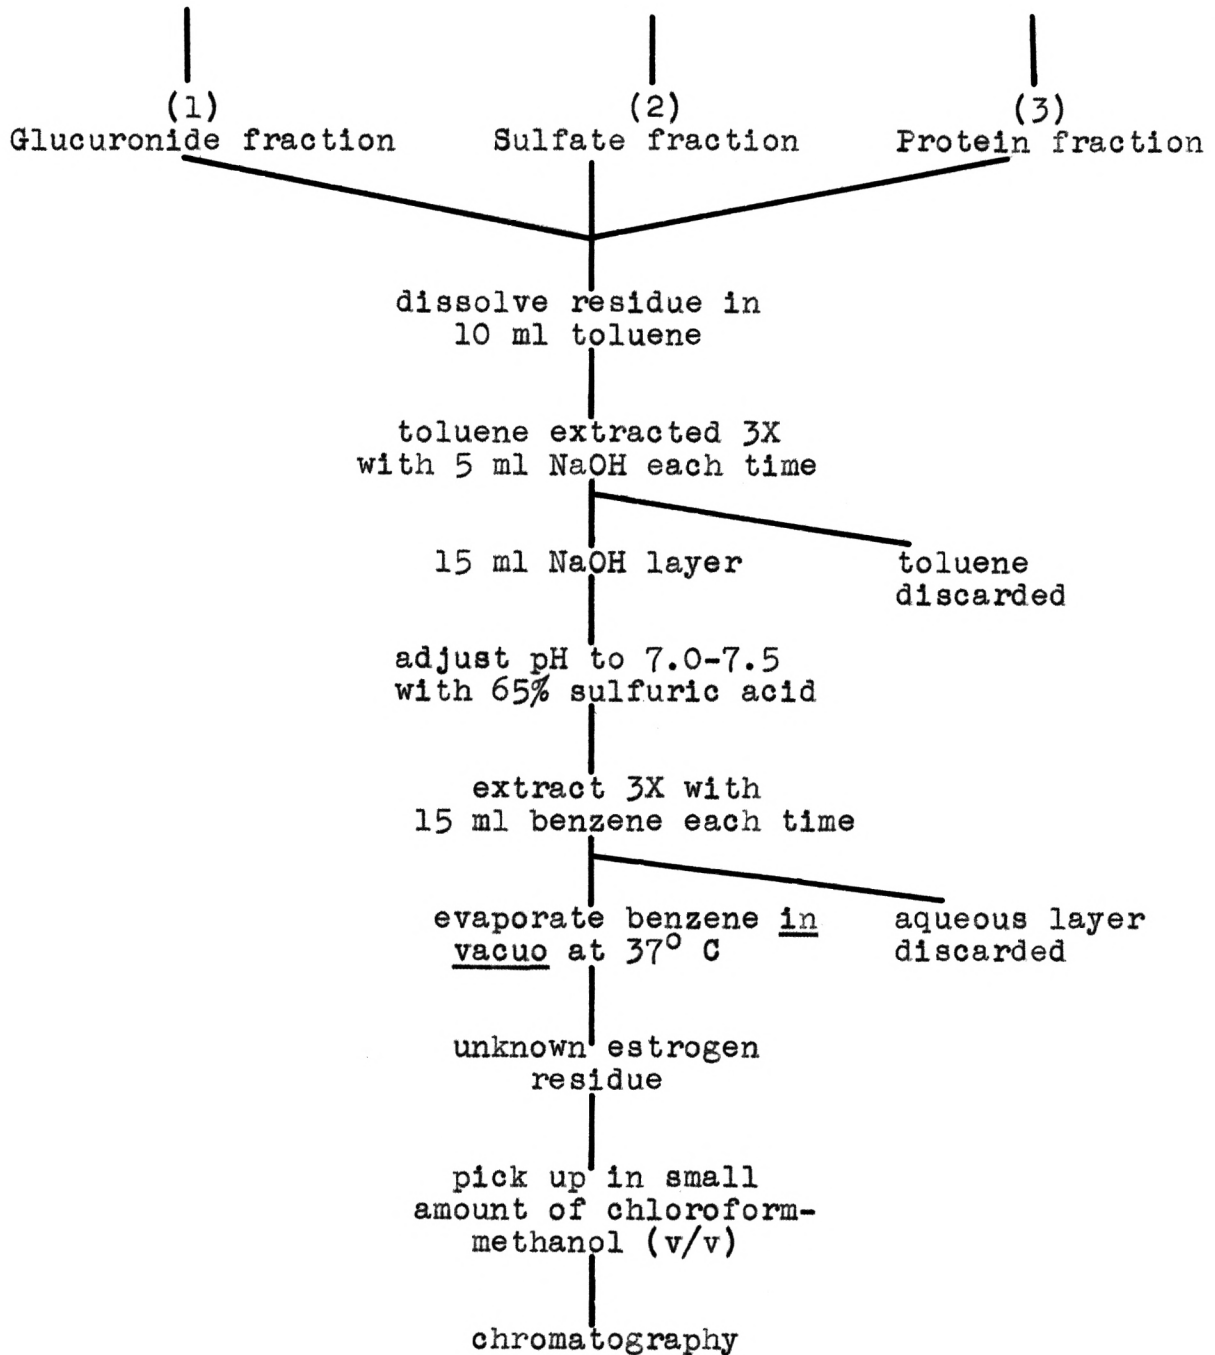 (1)
Glucuronide fraction
(2)
Sulfate fraction
(3)
Protein fraction
dissolve residue in
10 ml toluene
toluene extracted 3X
with 5 ml NaOH each time
15 ml NaOH layer
toluene
discarded
adjust pH to 7.0-7.5
with 65% sulfuric acid
extract 3X with
15 ml benzene each time
evaporate benzene in
vacuo at 37° C
aqueous layer
discarded
unknown estrogen
residue
pick up in small
amount of chloroform-
methanol (v/v)
chromatography